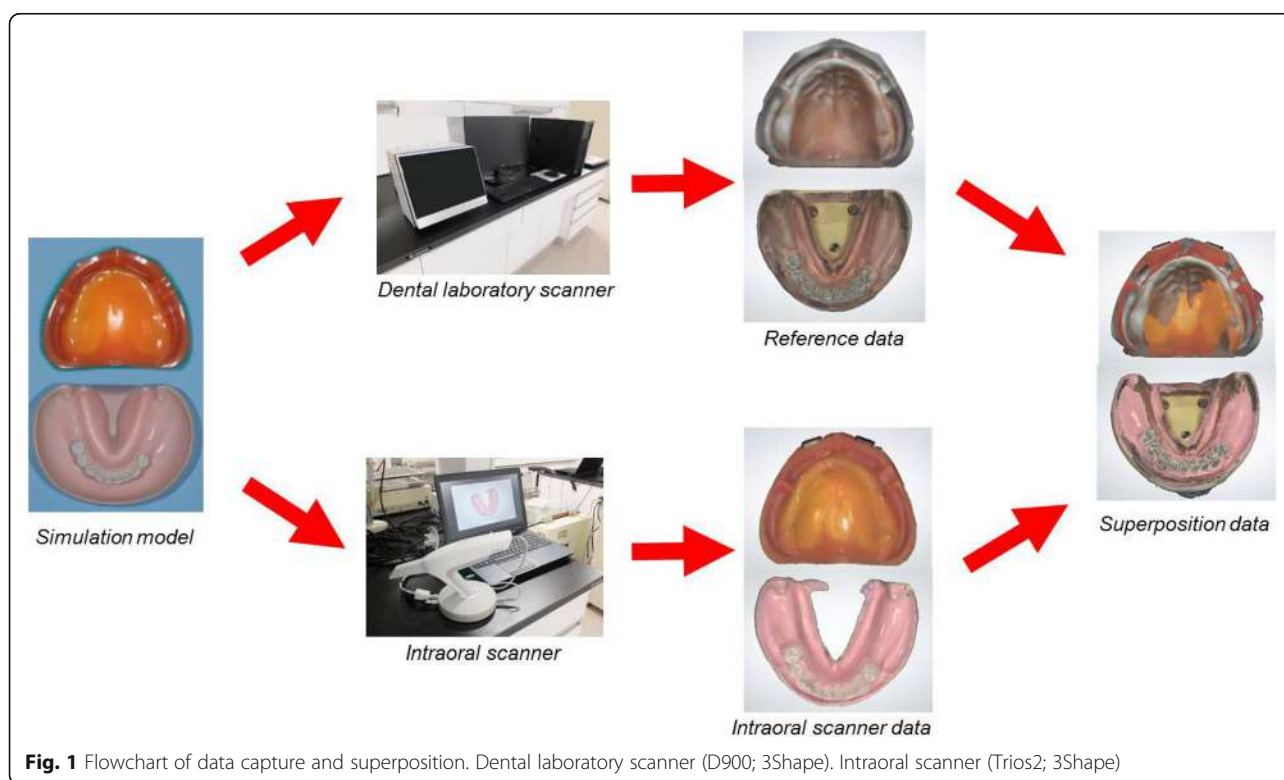 Dental laboratory scanner
Reference data
Simulation model
Superposition data
Intraoral scanner
Intraoral scanner data
Fig. 1 Flowchart of data capture and superposition. Dental laboratory scanner (D900; 3Shape). Intraoral scanner (Trios2; 3Shape)